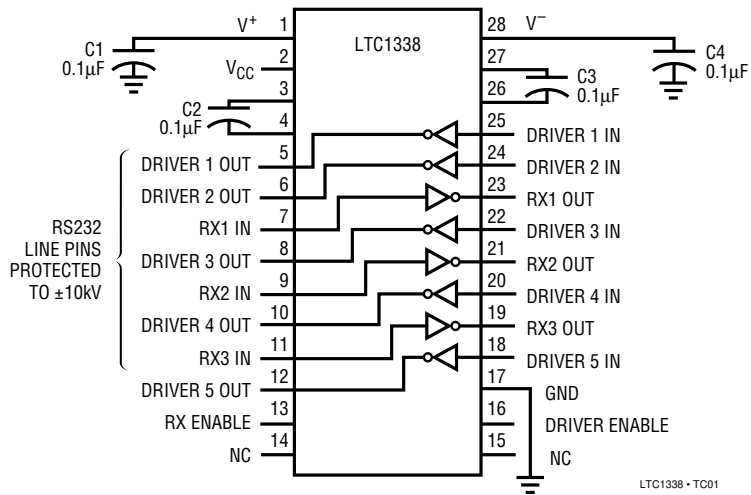 LTC1338
V+ 1
28 V−
C1
0.1µF
C4
0.1µF
VCC 2
27
3
26
C3
0.1µF
C2
0.1µF
4
25 DRIVER 1 IN
DRIVER 1 OUT 5
24 DRIVER 2 IN
DRIVER 2 OUT 6
23 RX1 OUT
RX1 IN 7
22 DRIVER 3 IN
DRIVER 3 OUT 8
21 RX2 OUT
RX2 IN 9
20 DRIVER 4 IN
DRIVER 4 OUT 10
19 RX3 OUT
RX3 IN 11
18 DRIVER 5 IN
DRIVER 5 OUT 12
17 GND
RX ENABLE 13
16 DRIVER ENABLE
NC 14
15 NC
RS232
LINE PINS
PROTECTED
TO ±10kV
LTC1338 • TC01